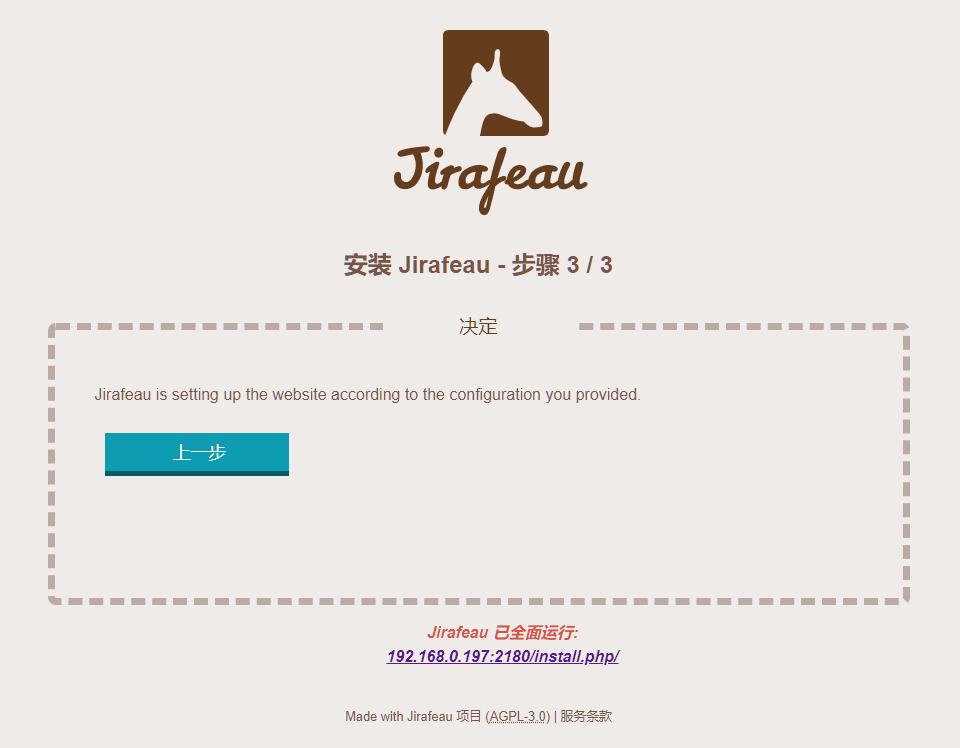 Jirafeau
安装 Jirafeau - 步骤 3 / 3
决定
Jirafeau is setting up the website according to the configuration you provided.
上一步
Jirafeau 已全面运行:
192.168.0.197:2180/install.php/
Made with Jirafeau 项目 (AGPL-3.0) | 服务条款